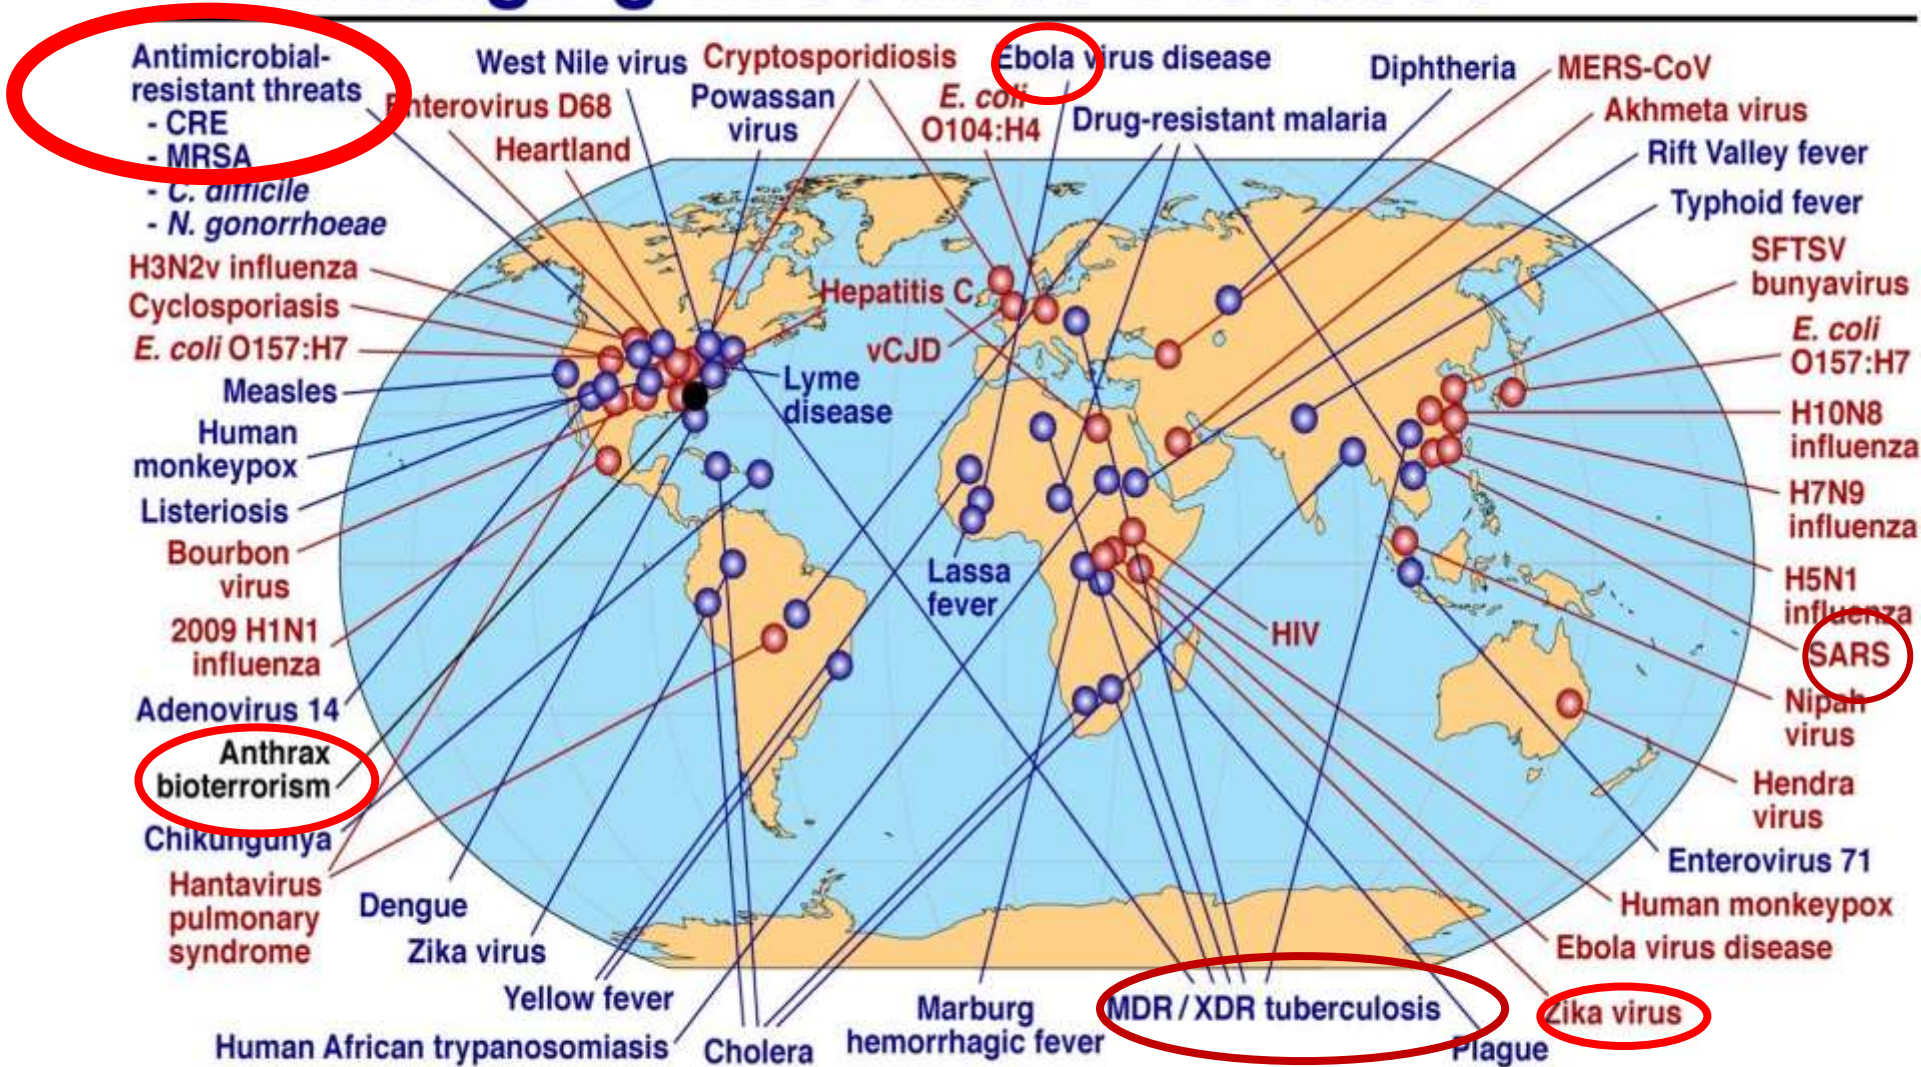 Antimicrobial-
resistant threats
- CRE
- MRSA
- C. difficile
- N. gonorrhoeae
West Nile virus
Cryptosporidiosis
Ebola virus disease
Diphtheria
MERS-CoV
Enterovirus D68
Powassan
virus
E. coli
O104:H4
Drug-resistant malaria
Akhmeta virus
Heartland
Rift Valley fever
Typhoid fever
H3N2v influenza
Cyclosporiasis
E. coli O157:H7
Measles
Human
monkeypox
Listeriosis
Bourbon
virus
2009 H1N1
influenza
Adenovirus 14
Anthrax
bioterrorism
Chikungunya
Hantavirus
pulmonary
syndrome
Hepatitis C
vCJD
Lyme
disease
Lassa
fever
HIV
SFTSV
bunyavirus
E. coli
O157:H7
H10N8
influenza
H7N9
influenza
H5N1
influenza
SARS
Nipah
virus
Hendra
virus
Enterovirus 71
Human monkeypox
Ebola virus disease
Zika virus
Dengue
Zika virus
Yellow fever
Human African trypanosomiasis
Cholera
Marburg
hemorrhagic fever
MDR / XDR tuberculosis
Plague